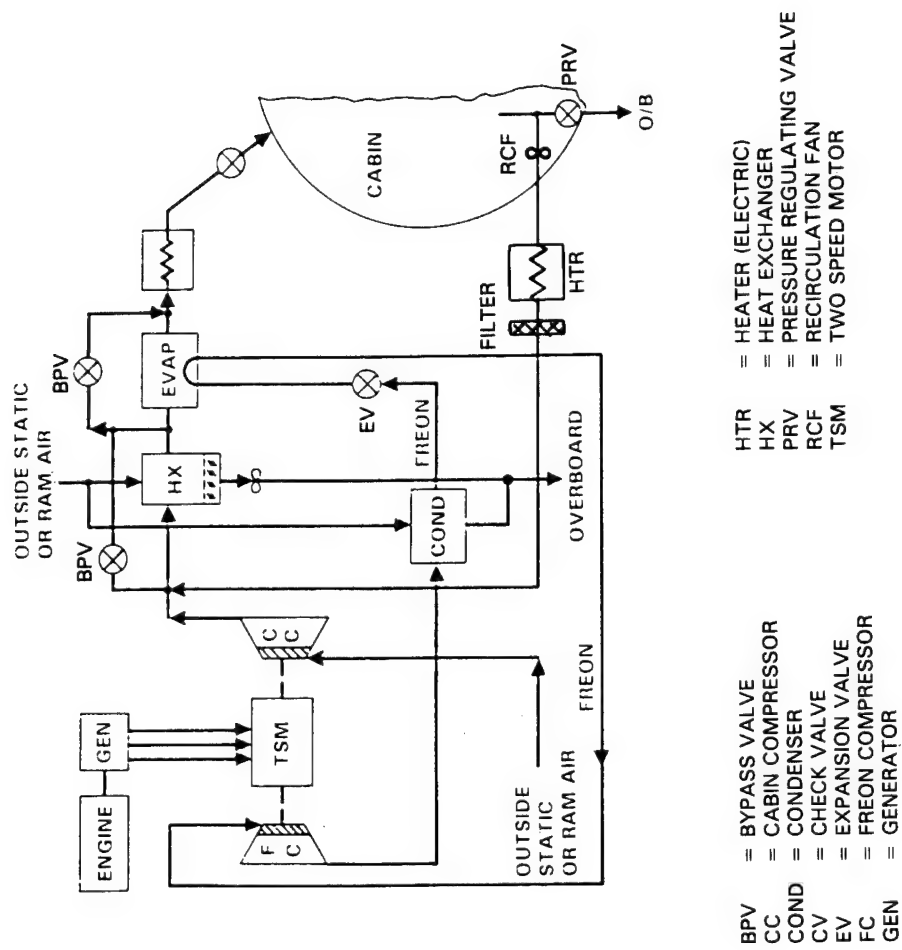 OUTSIDE STATIC
OR RAM AIR
BPV
BPV
ENGINE
GEN
TSM
F
C
C
C
HX
EVAP
COND
EV
FREON
FREON
OVERBOARD
OUTSIDE
STATIC
OR RAM AIR
FILTER
HTR
CABIN
RCF
PRV
O/B
BPV = BYPASS VALVE
CC = CABIN COMPRESSOR
COND = CONDENSER
CV = CHECK VALVE
EV = EXPANSION VALVE
FC = FREON COMPRESSOR
GEN = GENERATOR
HTR = HEATER (ELECTRIC)
HX = HEAT EXCHANGER
PRV = PRESSURE REGULATING VALVE
RCF = RECIRCULATION FAN
TSM = TWO SPEED MOTOR